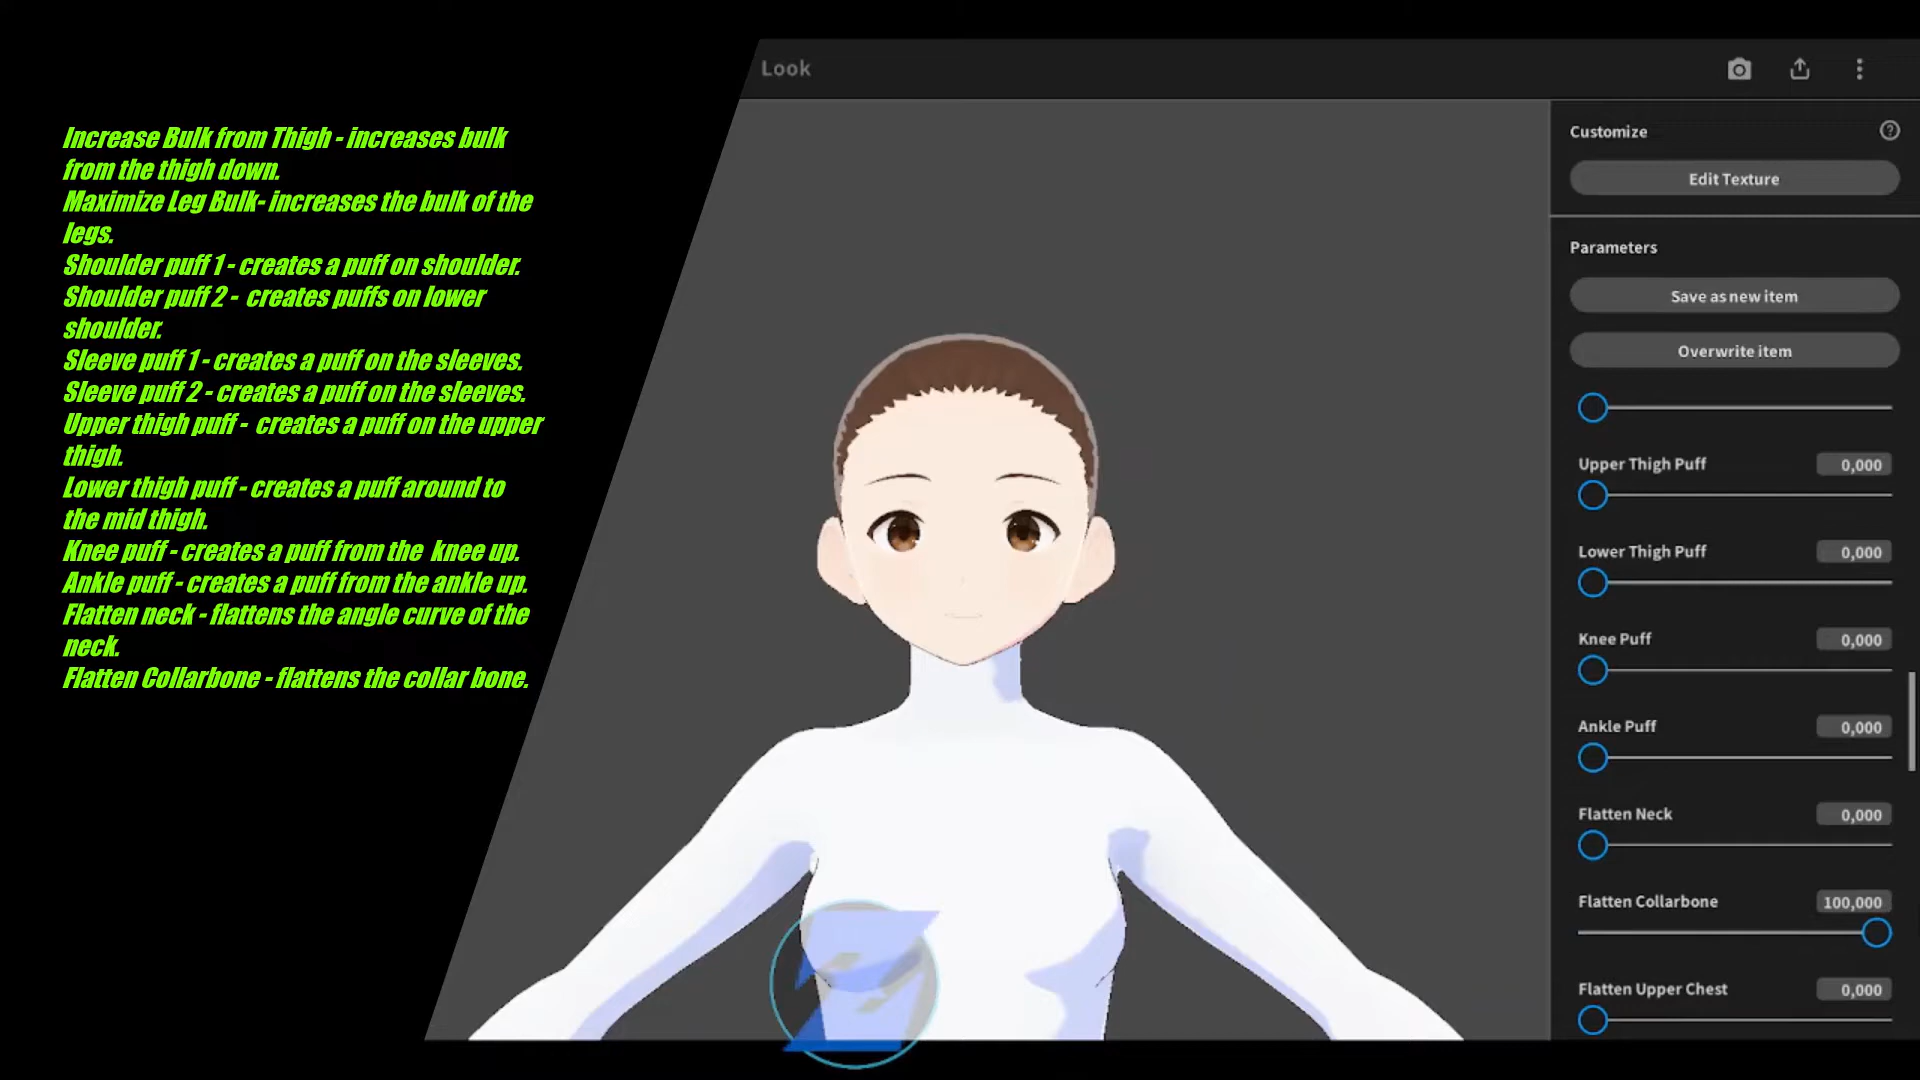 Look
Increase Bulk from Thigh - increases bulk
from the thigh down.
Maximize Leg Bulk- increases the bulk of the
legs.
Shoulder puff 1 - creates a puff on shoulder.
Shoulder puff 2 -  creates puffs on lower
shoulder.
Sleeve puff 1 - creates a puff on the sleeves.
Sleeve puff 2 - creates a puff on the sleeves.
Upper thigh puff -  creates a puff on the upper
thigh.
Lower thigh puff - creates a puff around to
the mid thigh.
Knee puff - creates a puff from the  knee up.
Ankle puff - creates a puff from the ankle up.
Flatten neck - flattens the angle curve of the
neck.
Flatten Collarbone - flattens the collar bone.
Customize
Edit Texture
Parameters
Save as new item
Overwrite item
Upper Thigh Puff 0,000
Lower Thigh Puff 0,000
Knee Puff 0,000
Ankle Puff 0,000
Flatten Neck 0,000
Flatten Collarbone 100,000
Flatten Upper Chest 0,000